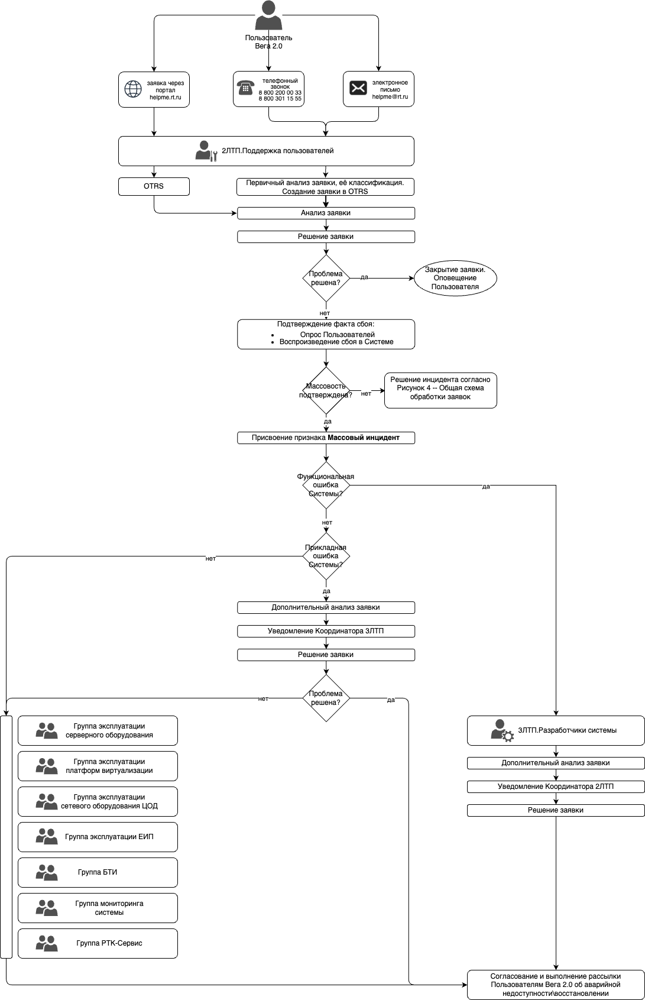 Пользователь
Вега 2.0
заявка через
портал
helpme.rt.ru
телефонный
звонок
8 800 200 00 33
8 800 301 15 55
электронное
письмо
helpme@rt.ru
2ЛТП.Поддержка пользователей
OTRS
Первичный анализ заявки, её классификация.
Создание заявки в OTRS
Анализ заявки
Решение заявки
Проблема
решена?
да
Закрытие заявки.
Оповещение
Пользователя
нет
Подтверждение факта сбоя:
• Опрос Пользователей
• Воспроизведение сбоя в Системе
Массовость
подтверждена?
нет
Решение инцидента согласно
Рисунок 4 -- Общая схема
обработки заявок
да
Присвоение признака Массовый инцидент
Функциональная
ошибка
Системы?
да
нет
Прикладная
ошибка
Системы?
нет
да
Дополнительный анализ заявки
Уведомление Координатора 3ЛТП
Решение заявки
Проблема
решена?
нет
да
Группа эксплуатации
серверного оборудования
Группа эксплуатации
платформ виртуализации
Группа эксплуатации
сетевого оборудования ЦОД
Группа эксплуатации ЕИП
Группа БТИ
Группа мониторинга
системы
Группа РТК-Сервис
3ЛТП.Разработчики системы
Дополнительный анализ заявки
Уведомление Координатора 2ЛТП
Решение заявки
Согласование и выполнение рассылки
Пользователям Вега 2.0 об аварийной
недоступности\восстановлении